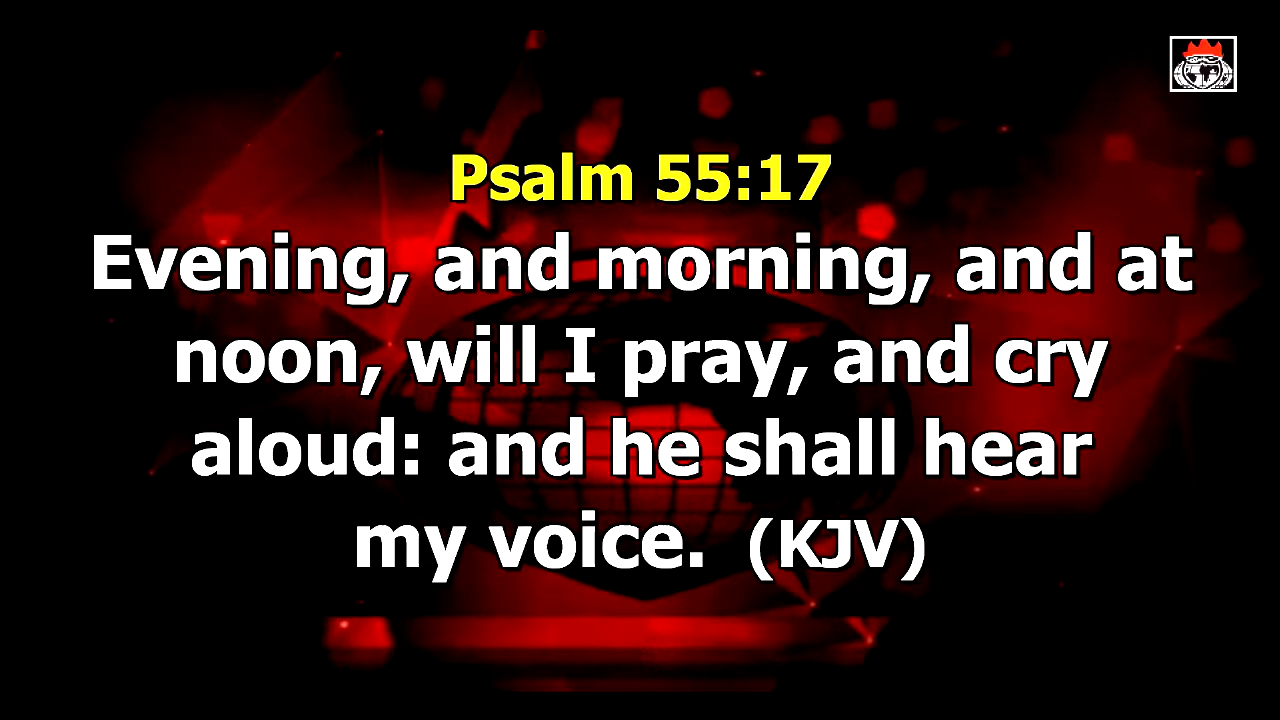 Psalm 55:17
Evening, and morning, and at
noon, will I pray, and cry
aloud: and he shall hear
my voice.  (KJV)